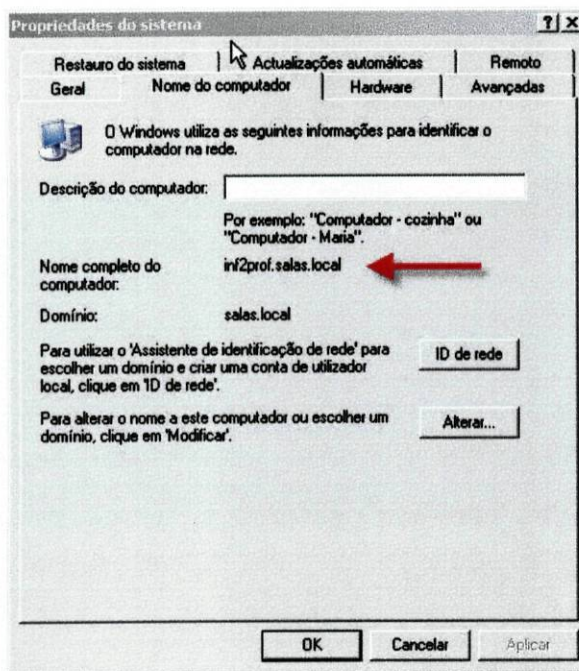 Propriedades do sistema
Restauro do sistema
Actualizações automáticas
Remoto
Geral
Nome do computador
Hardware
Avançadas
O Windows utiliza as seguintes informações para identificar o
computador na rede.
Descrição do computador:
Por exemplo: "Computador - cozinha" ou
"Computador - Maria".
Nome completo do
computador:
inf2prof.salas.local
Domínio:
salas.local
Para utilizar o 'Assistente de identificação de rede' para
escolher um domínio e criar uma conta de utilizador
local, clique em 'ID de rede'.
ID de rede
Para alterar o nome a este computador ou escolher um
domínio, clique em 'Modificar'.
Alterar...
OK
Cancelar
Aplicar